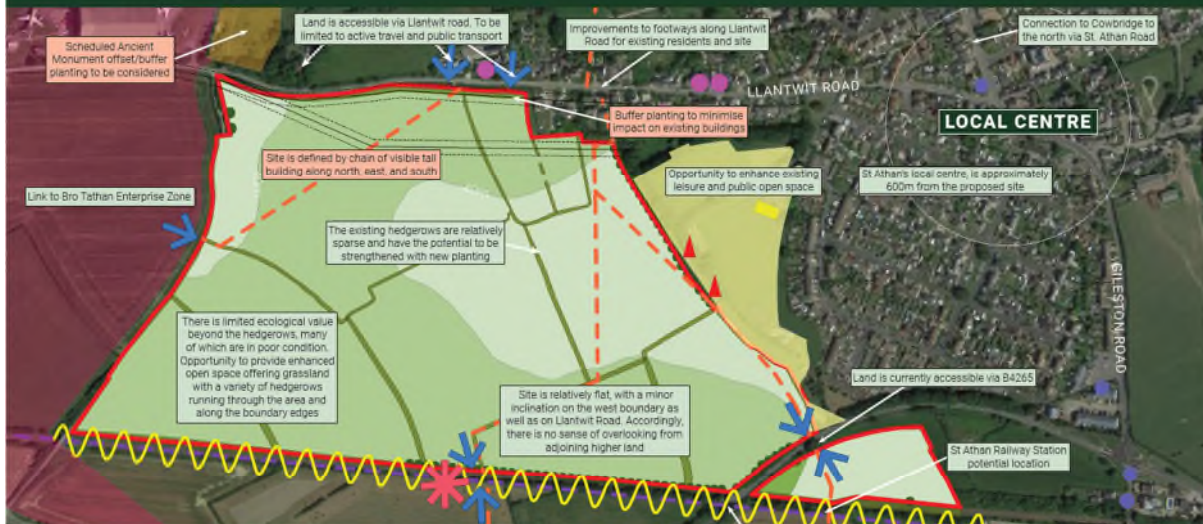 Land is accessible via Llantwit road. To be
limited to active travel and public transport
Improvements to footways along Llantwit
Road for existing residents and site
Connection to Cowbridge to
the north via St. Athan Road
Scheduled Ancient
Monument offset/buffer
planting to be considered
LLANTWIT ROAD
Buffer planting to minimise
impact on existing buildings
LOCAL CENTRE
Site is defined by chain of visible tall
building along north, east, and south
Opportunity to enhance existing
leisure and public open space
St Athan's local centre, is approximately
600m from the proposed site
Link to Bro Tathan Enterprise Zone
The existing hedgerows are relatively
sparse and have the potential to be
strengthened with new planting
GILESTON ROAD
There is limited ecological value
beyond the hedgerows, many
of which are in poor condition.
Opportunity to provide enhanced
open space offering grassland
with a variety of hedgerows
running through the area and
along the boundary edges
Land is currently accessible via B4265
Site is relatively flat, with a minor
inclination on the west boundary as
well as on Llantwit Road. Accordingly,
there is no sense of overlooking from
adjoining higher land
St Athan Railway Station
potential location